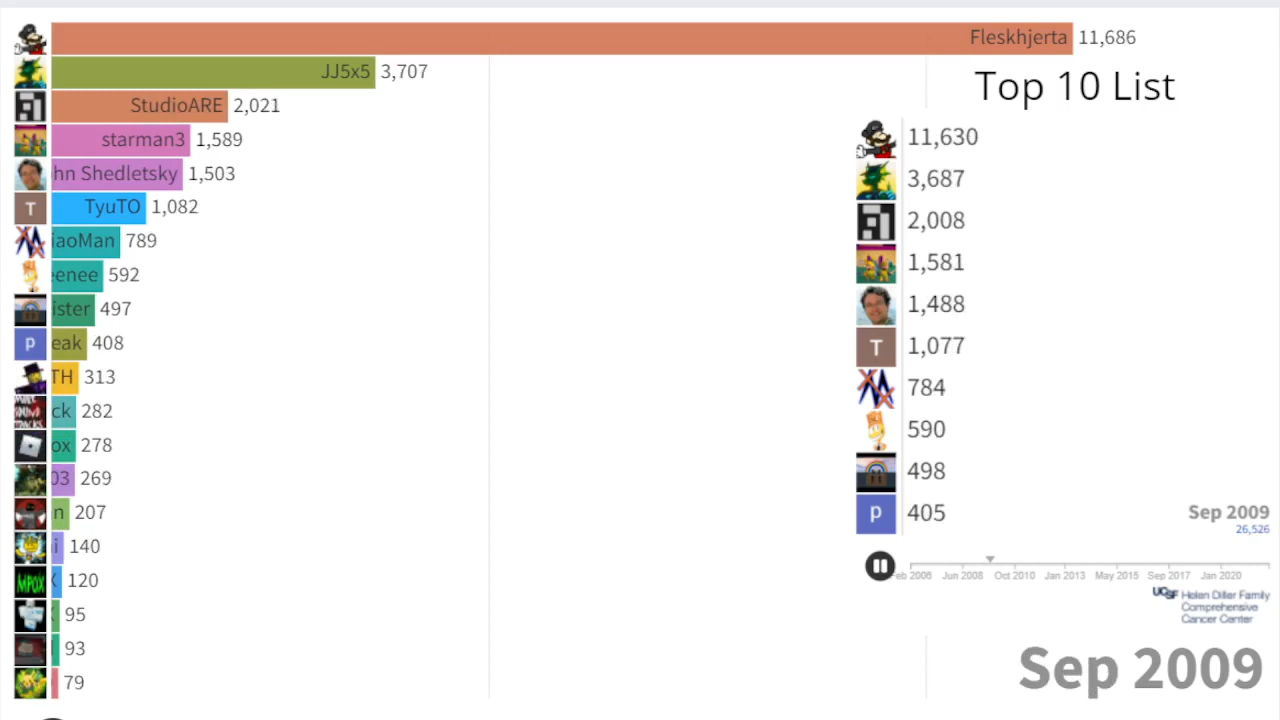 Fleskhjerta 11,686
JJ5x5 3,707
StudioARE 2,021
starman3 1,589
hn Shedletsky 1,503
T TyuTO 1,082
iaoMan 789
eenee 592
ister 497
p eak 408
TH 313
ck 282
ox 278
03 269
n 207
i 140
MPOX 120
95
93
79
Top 10 List
11,630
3,687
2,008
1,581
1,488
T 1,077
784
590
498
p 405
Sep 2009
26,526
eb 2006 Jun 2008 Oct 2010 Jan 2013 May 2015 Sep 2017 Jan 2020
UCSF Helen Diller Family
Comprehensive
Cancer Center
Sep 2009